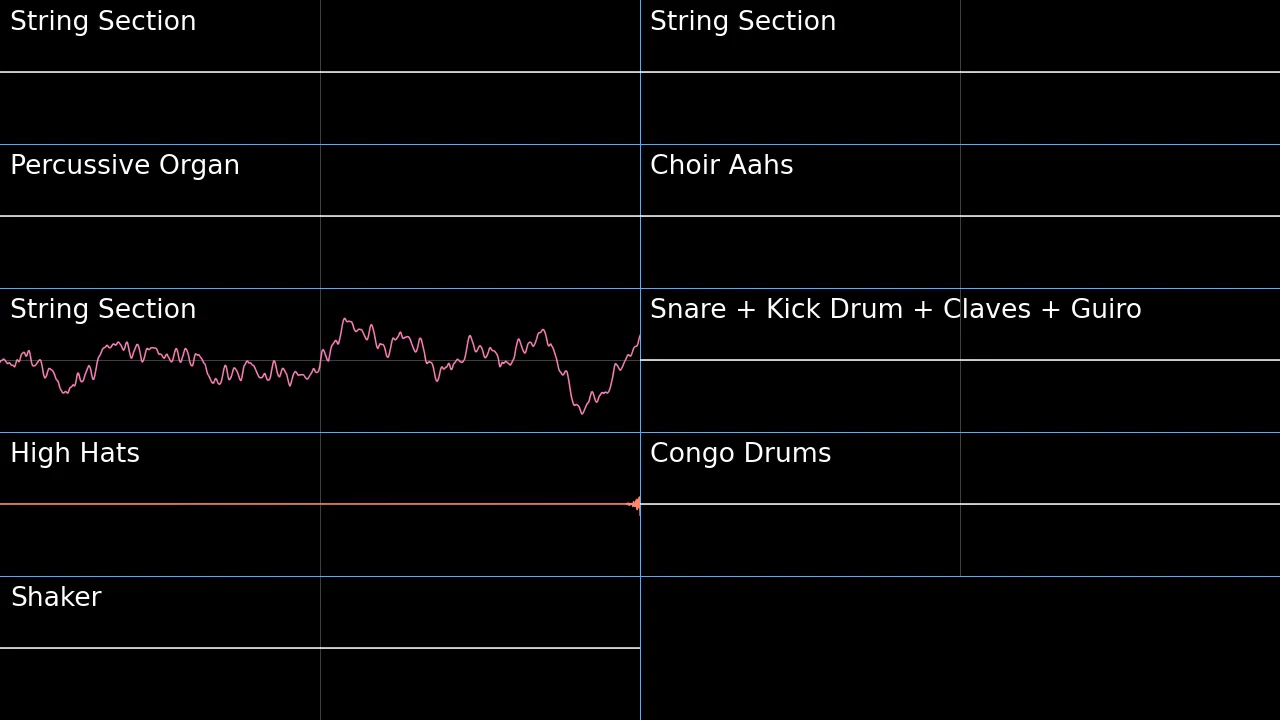 String Section
String Section
Percussive Organ
Choir Aahs
String Section
Snare + Kick Drum + Claves + Guiro
High Hats
Congo Drums
Shaker